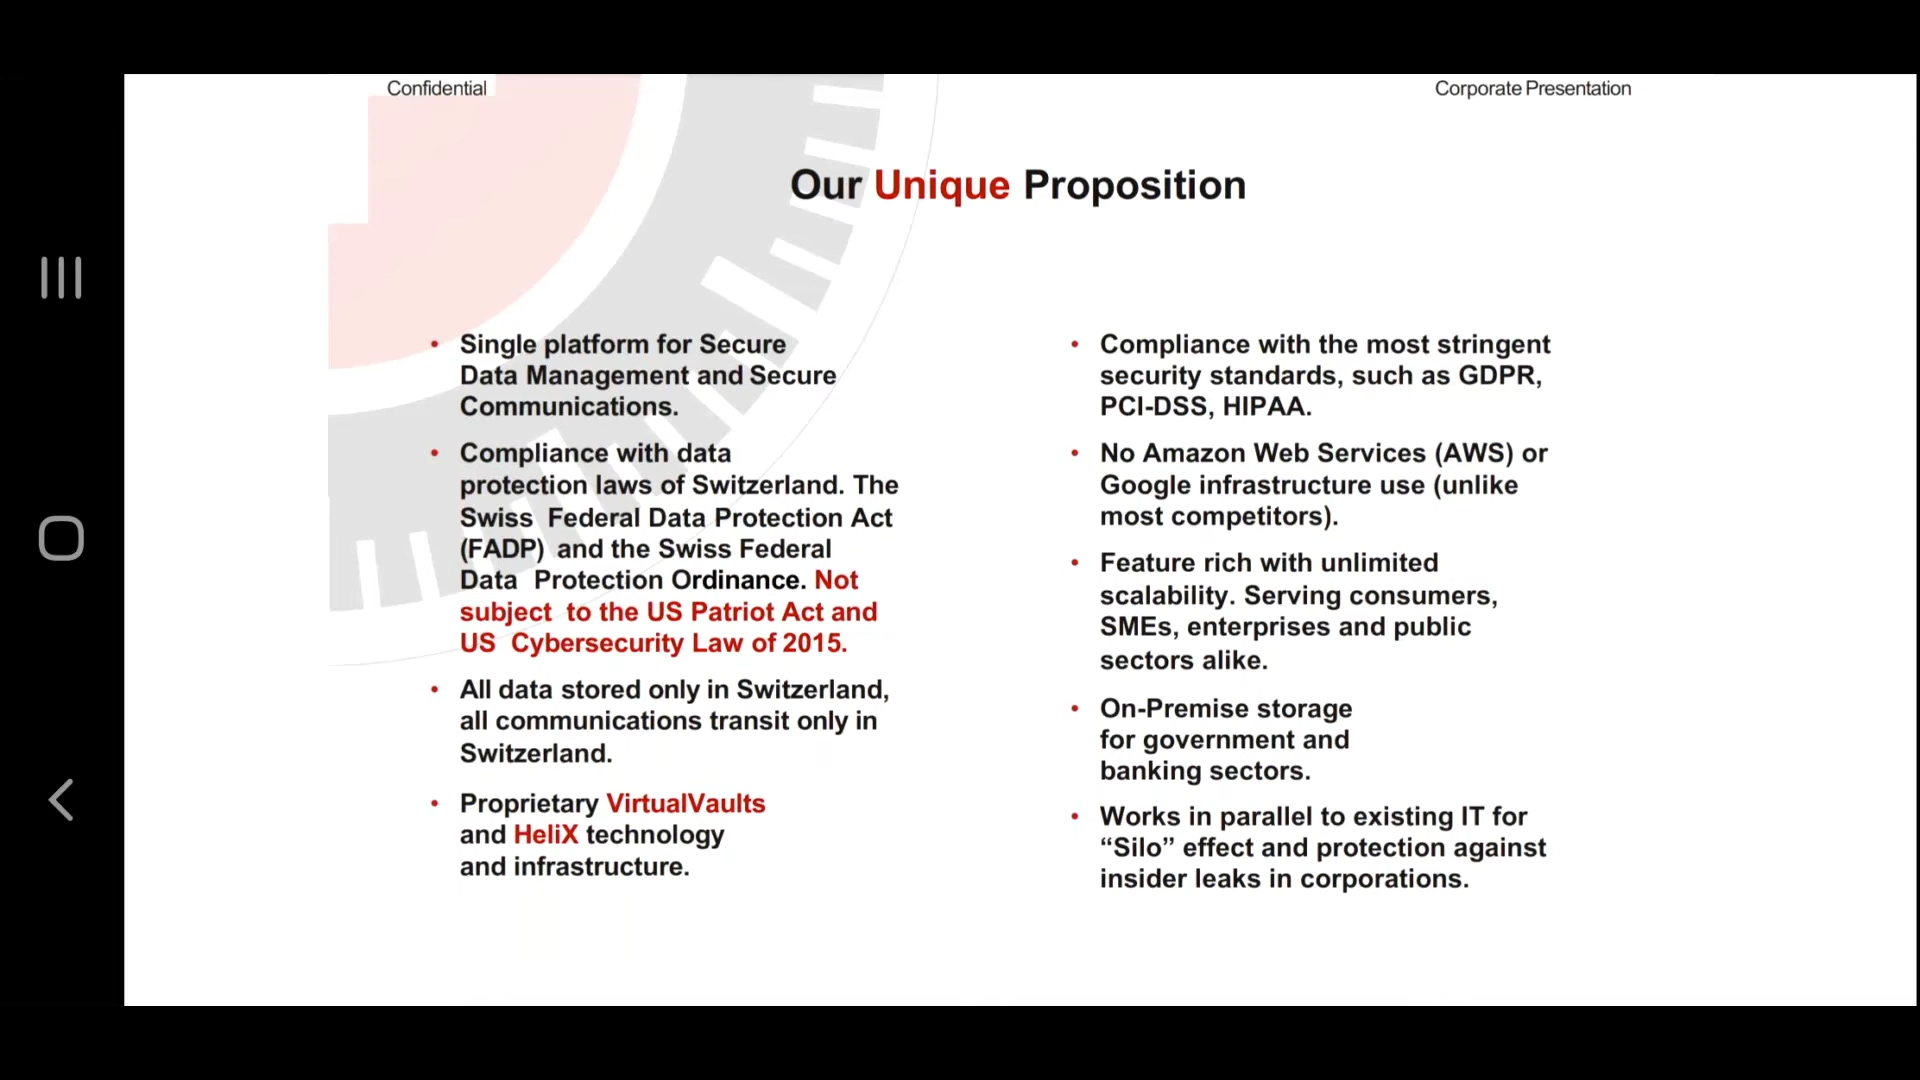 Confidential
Corporate Presentation
Our Unique Proposition
• Single platform for Secure
Data Management and Secure
Communications.
• Compliance with data
protection laws of Switzerland. The
Swiss Federal Data Protection Act
(FADP) and the Swiss Federal
Data Protection Ordinance. Not
subject to the US Patriot Act and
US Cybersecurity Law of 2015.
• All data stored only in Switzerland,
all communications transit only in
Switzerland.
• Proprietary VirtualVaults
and HeliX technology
and infrastructure.
• Compliance with the most stringent
security standards, such as GDPR,
PCI-DSS, HIPAA.
• No Amazon Web Services (AWS) or
Google infrastructure use (unlike
most competitors).
• Feature rich with unlimited
scalability. Serving consumers,
SMEs, enterprises and public
sectors alike.
• On-Premise storage
for government and
banking sectors.
• Works in parallel to existing IT for
“Silo” effect and protection against
insider leaks in corporations.